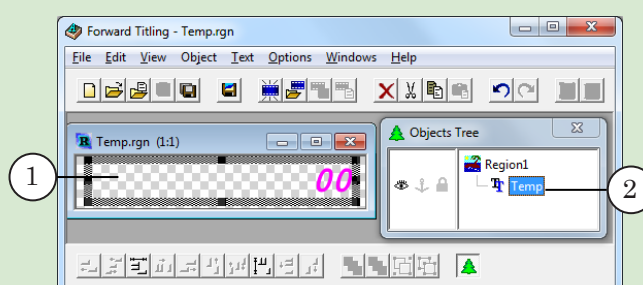 Forward Titling - Temp.rgn
File Edit View Object Text Options Windows Help
Temp.rgn (1:1)
00
Objects Tree
Region1
Temp
1
2